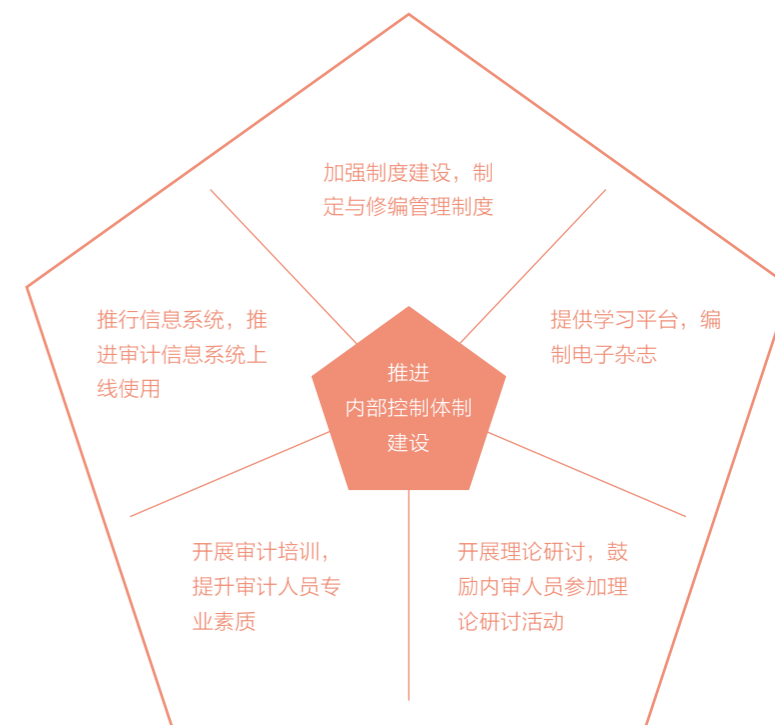 加强制度建设，制
定与修编管理制度
推行信息系统，推
进审计信息系统上
线使用
提供学习平台，编
制电子杂志
推进
内部控制体制
建设
开展审计培训，
提升审计人员专
业素质
开展理论研讨，鼓
励内审人员参加理
论研讨活动